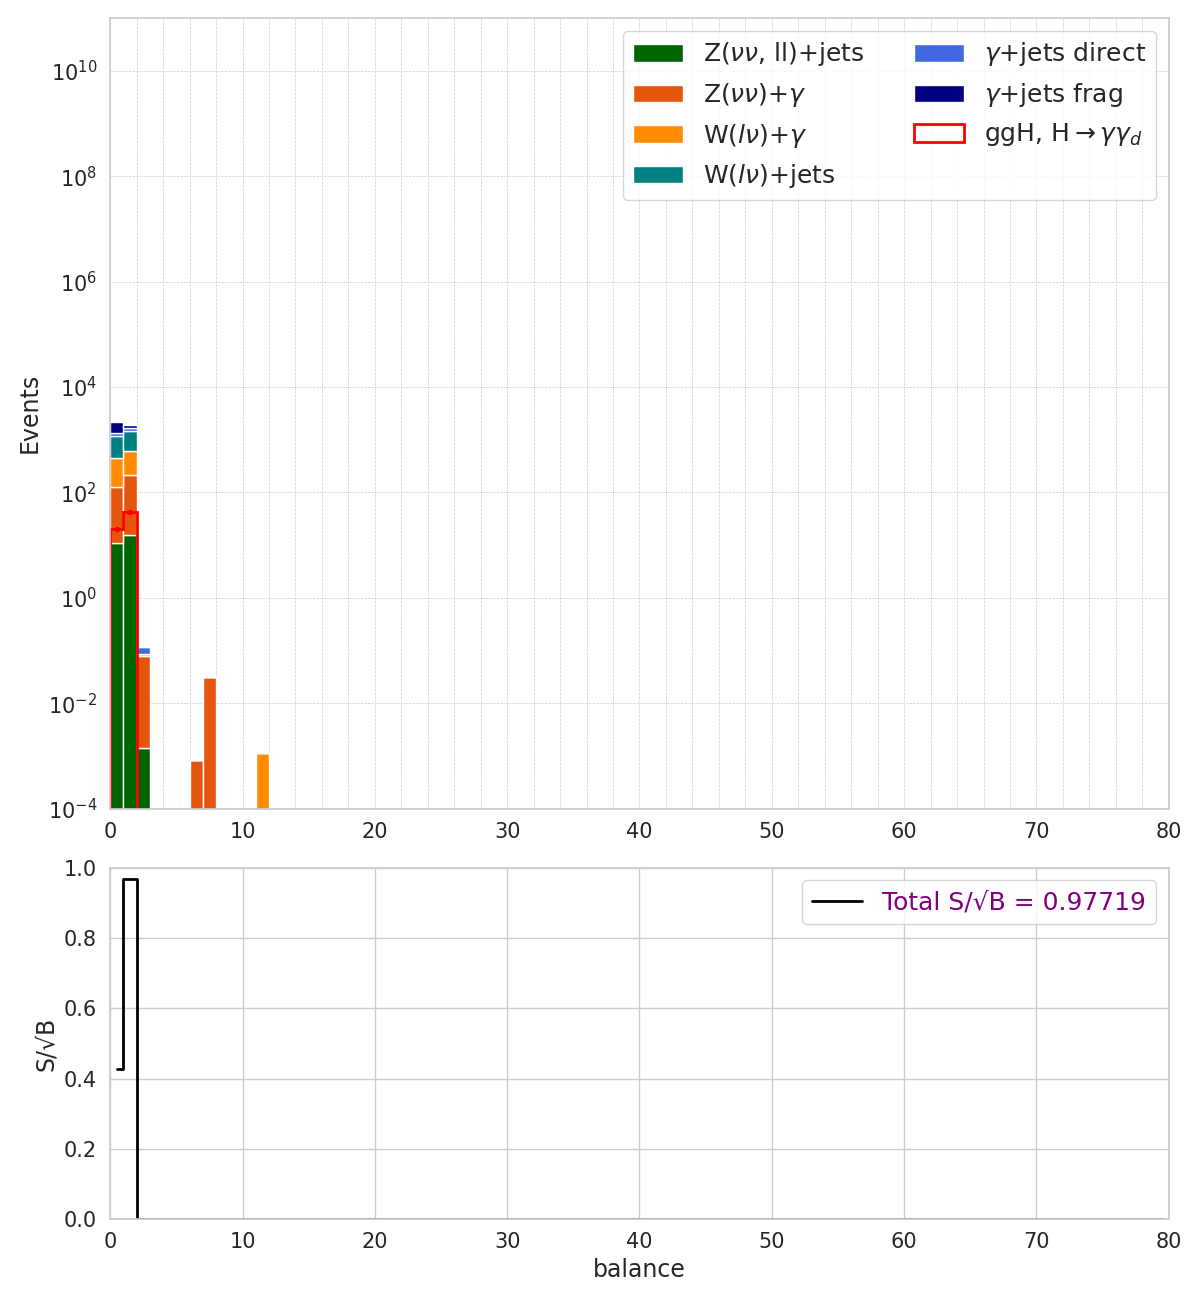 Z(νν, ll)+jets
Z(νν)+γ
W(lν)+γ
W(lν)+jets
γ+jets direct
γ+jets frag
ggH, H→γγ_d
Events
10^10
10^8
10^6
10^4
10^2
10^0
10^−2
10^−4
0 10 20 30 40 50 60 70 80
Total S/√B = 0.97719
S/√B
1.0
0.8
0.6
0.4
0.2
0.0
0 10 20 30 40 50 60 70 80
balance